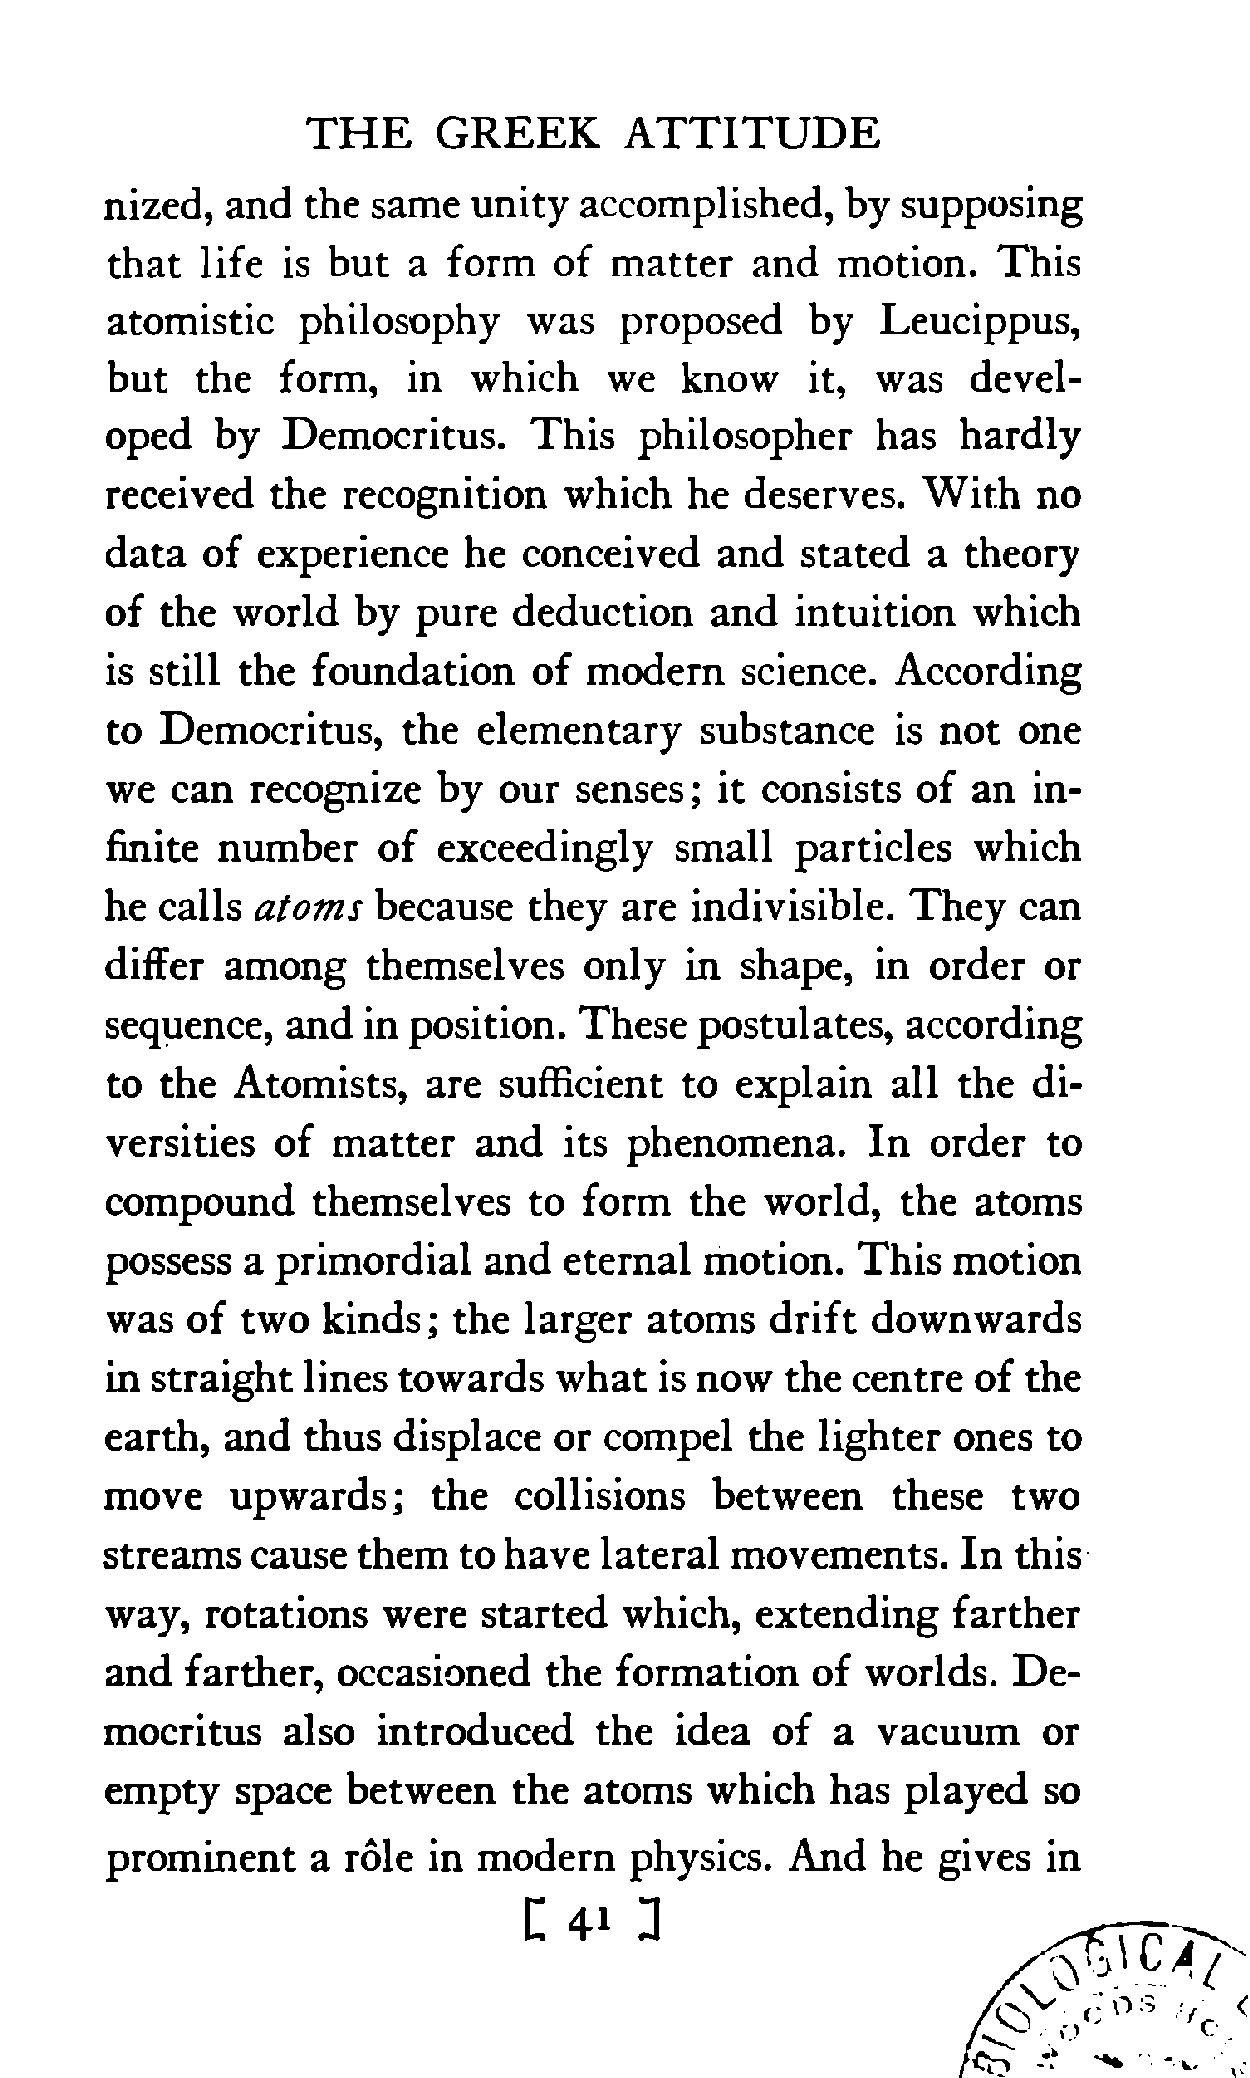 THE GREEK ATTITUDE
nized, and the same unity accomplished, by supposing
that life is but a form of matter and motion. This
atomistic philosophy was proposed by Leucippus,
but the form, in which we know it, was devel-
oped by Democritus. This philosopher has hardly
received the recognition which he deserves. With no
data of experience he conceived and stated a theory
of the world by pure deduction and intuition which
is still the foundation of modern science. According
to Democritus, the elementary substance is not one
we can recognize by our senses; it consists of an in-
finite number of exceedingly small particles which
he calls atoms because they are indivisible. They can
differ among themselves only in shape, in order or
sequence, and in position. These postulates, according
to the Atomists, are sufficient to explain all the di-
versities of matter and its phenomena. In order to
compound themselves to form the world, the atoms
possess a primordial and eternal motion. This motion
was of two kinds; the larger atoms drift downwards
in straight lines towards what is now the centre of the
earth, and thus displace or compel the lighter ones to
move upwards; the collisions between these two
streams cause them to have lateral movements. In this
way, rotations were started which, extending farther
and farther, occasioned the formation of worlds. De-
mocritus also introduced the idea of a vacuum or
empty space between the atoms which has played so
prominent a rôle in modern physics. And he gives in
[ 41 ]
BIOLOGICAL